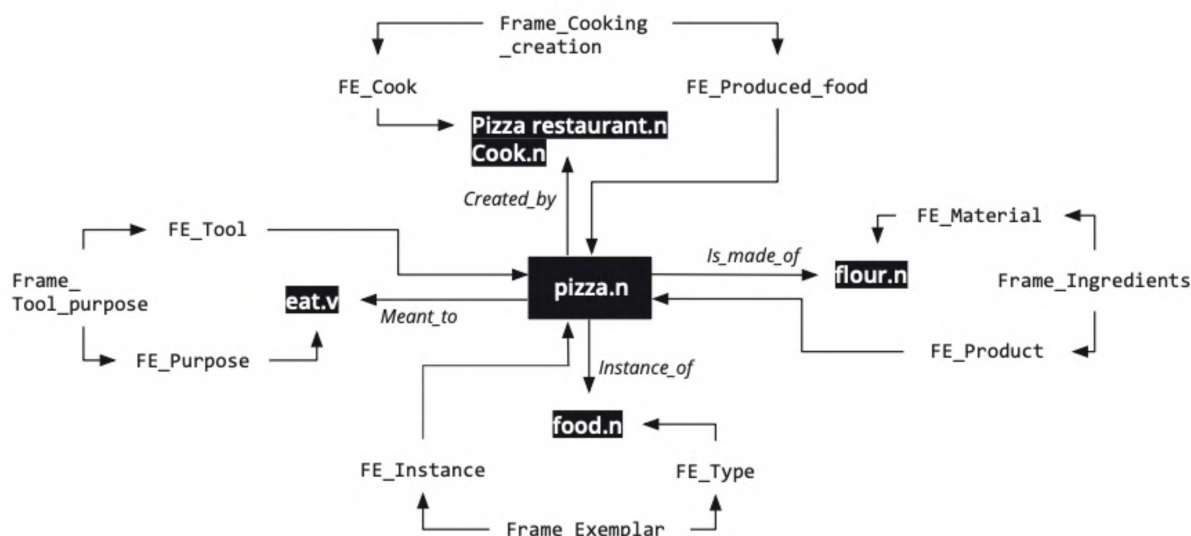 Frame_Cooking
_creation
FE_Cook
FE_Produced_food
Pizza restaurant.n
Cook.n
Created_by
FE_Tool
FE_Material
Is_made_of
flour.n
Frame_
Tool_purpose
eat.v
pizza.n
Frame_Ingredients
Meant_to
FE_Purpose
FE_Product
Instance_of
food.n
FE_Instance
FE_Type
Frame_Exemplar